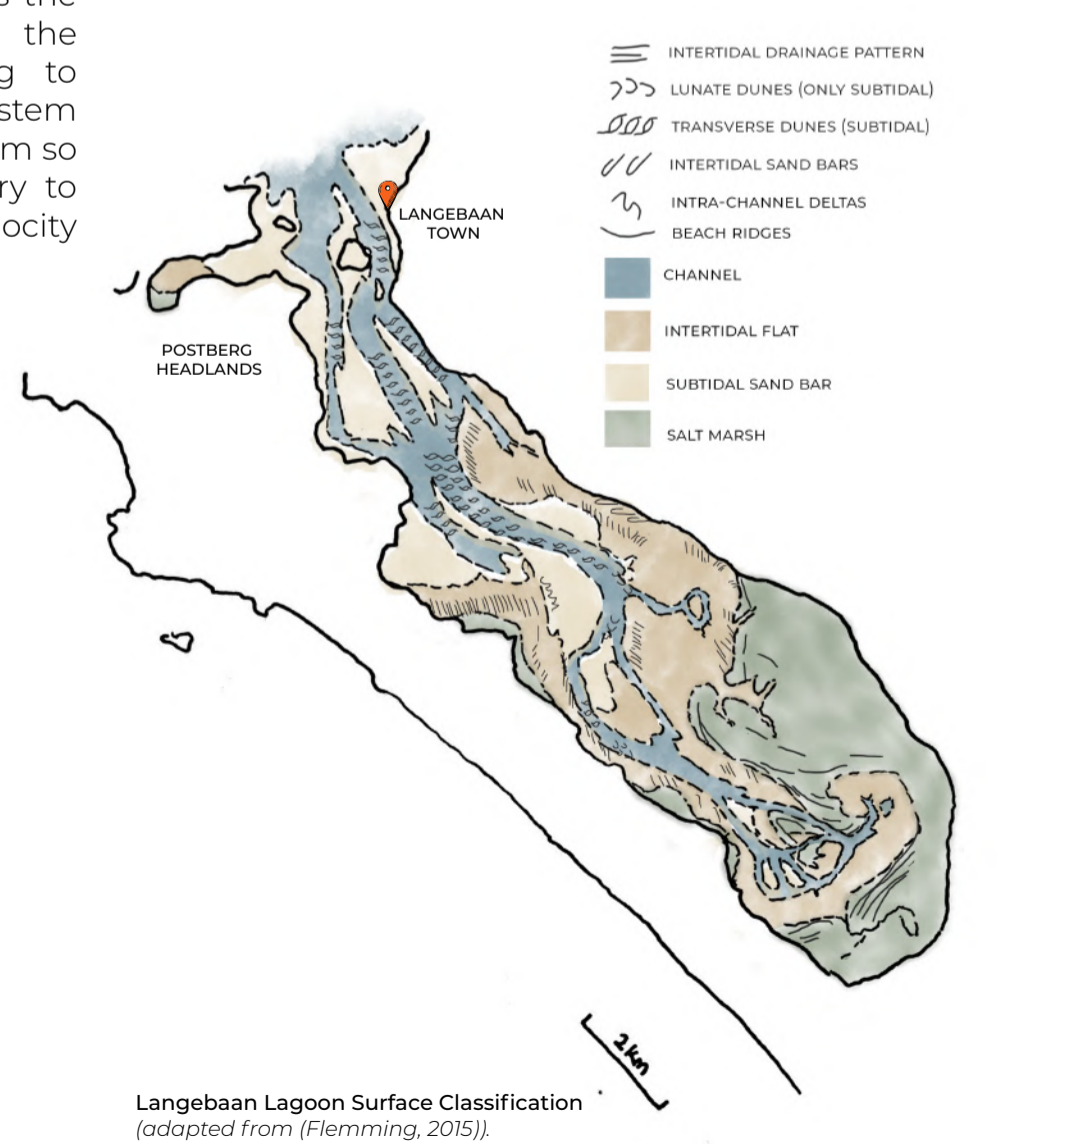 the
the
g to
stem
m so
ry to
ocity
INTERTIDAL DRAINAGE PATTERN
LUNATE DUNES (ONLY SUBTIDAL)
TRANSVERSE DUNES (SUBTIDAL)
INTERTIDAL SAND BARS
INTRA-CHANNEL DELTAS
BEACH RIDGES
CHANNEL
INTERTIDAL FLAT
SUBTIDAL SAND BAR
SALT MARSH
LANGEBAAN
TOWN
POSTBERG
HEADLANDS
2km
Langebaan Lagoon Surface Classification
(adapted from (Flemming, 2015)).